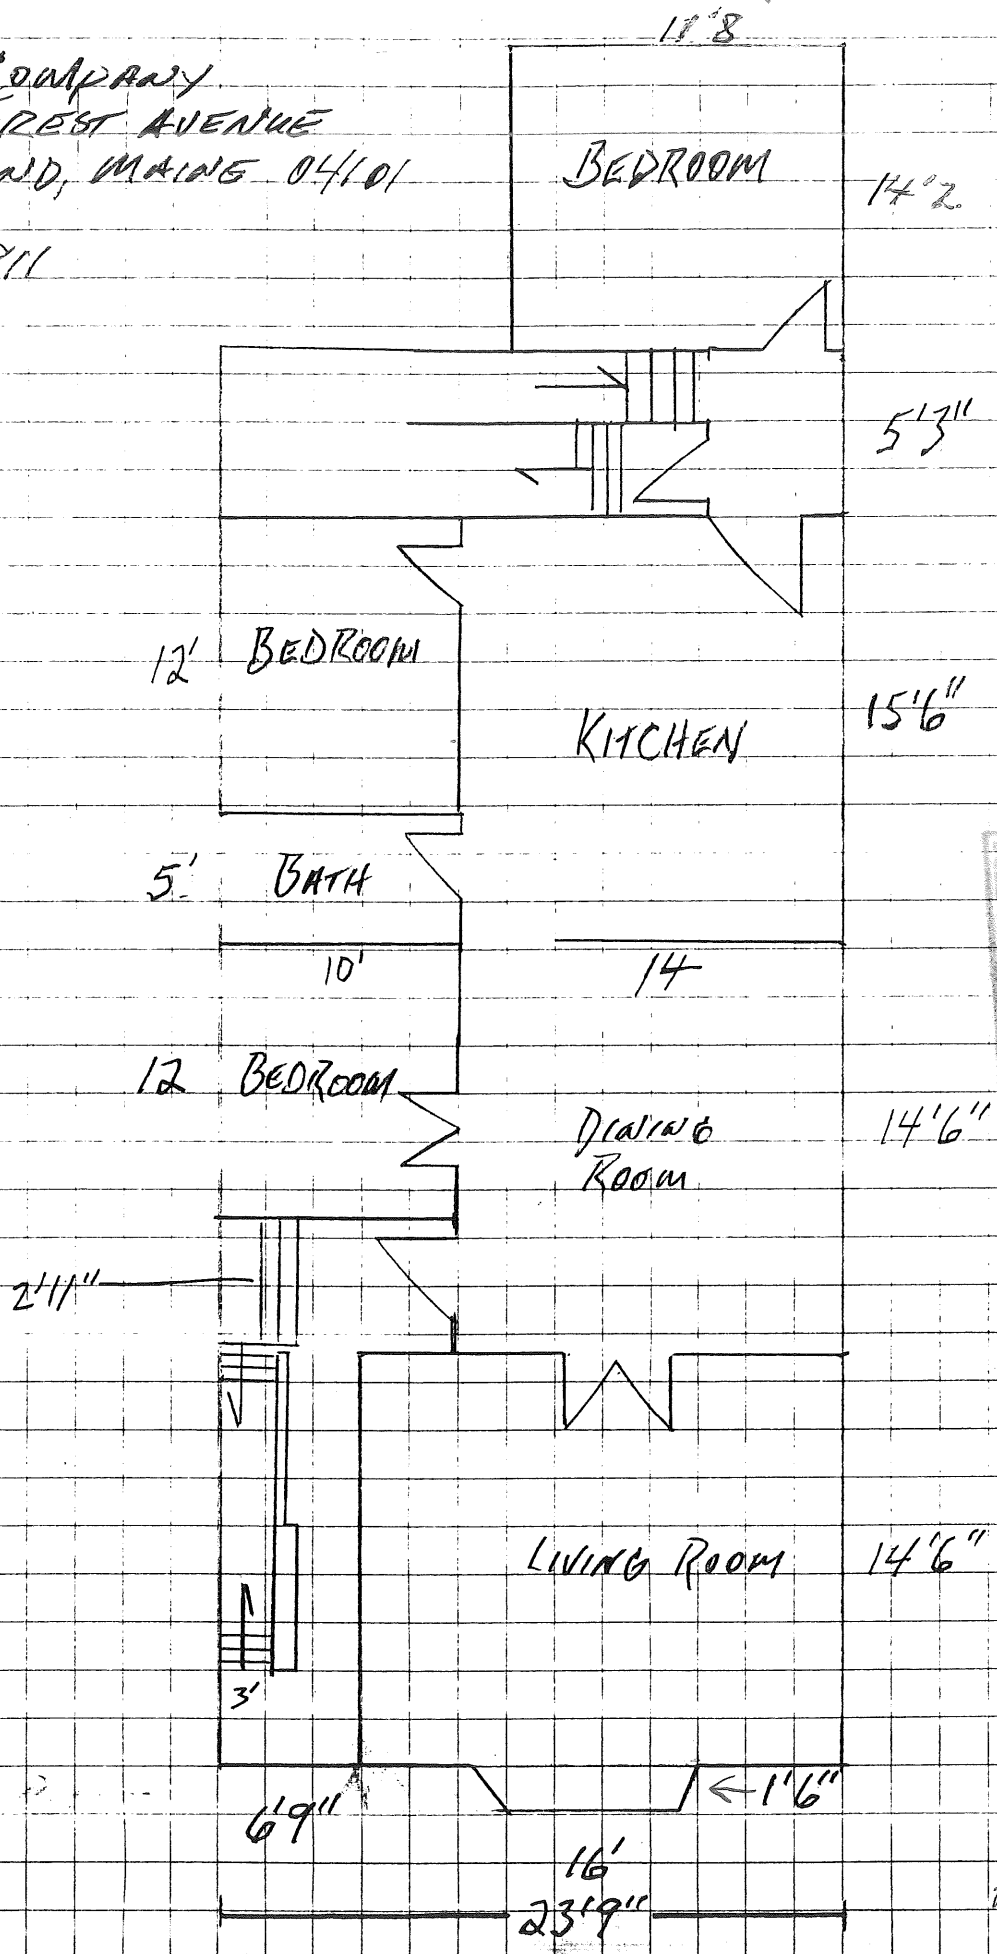 COMPANY
REST AVENUE
ND, MAINE 04101
11'8
BEDROOM
14'2
5'3"
12'
BEDROOM
KITCHEN
15'6"
5'
BATH
10'
14
12
BEDROOM
DINING
ROOM
14'6"
2'11"
LIVING ROOM
14'6"
3'
6'9"
1'6"
16'
23'9"